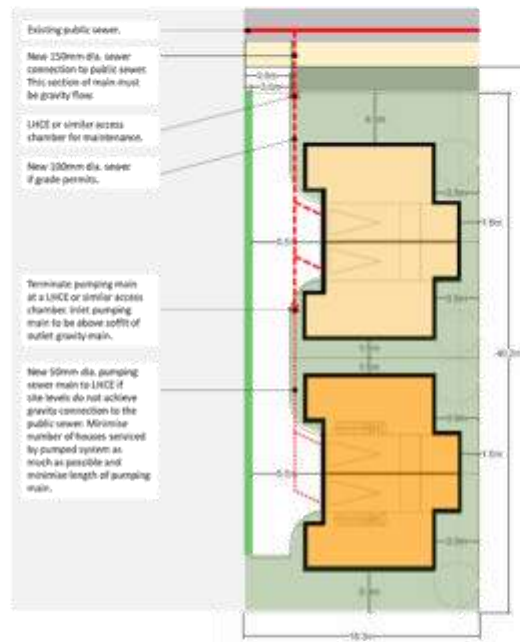 Existing public sewer.
New 150mm dia. sewer
connection to public sewer.
This section of main must
be gravity flow.
LHCE or similar access
chamber for maintenance.
New 100mm dia. sewer
if grade permits.
Terminate pumping main
at a LHCE or similar access
chamber. Inlet pumping
main to be above soffit of
outlet gravity main.
New 50mm dia. pumping
sewer main to LHCE if
site levels do not achieve
gravity connection to the
public sewer. Minimise
number of houses serviced
by pumped system as
much as possible and
minimise length of pumping
main.